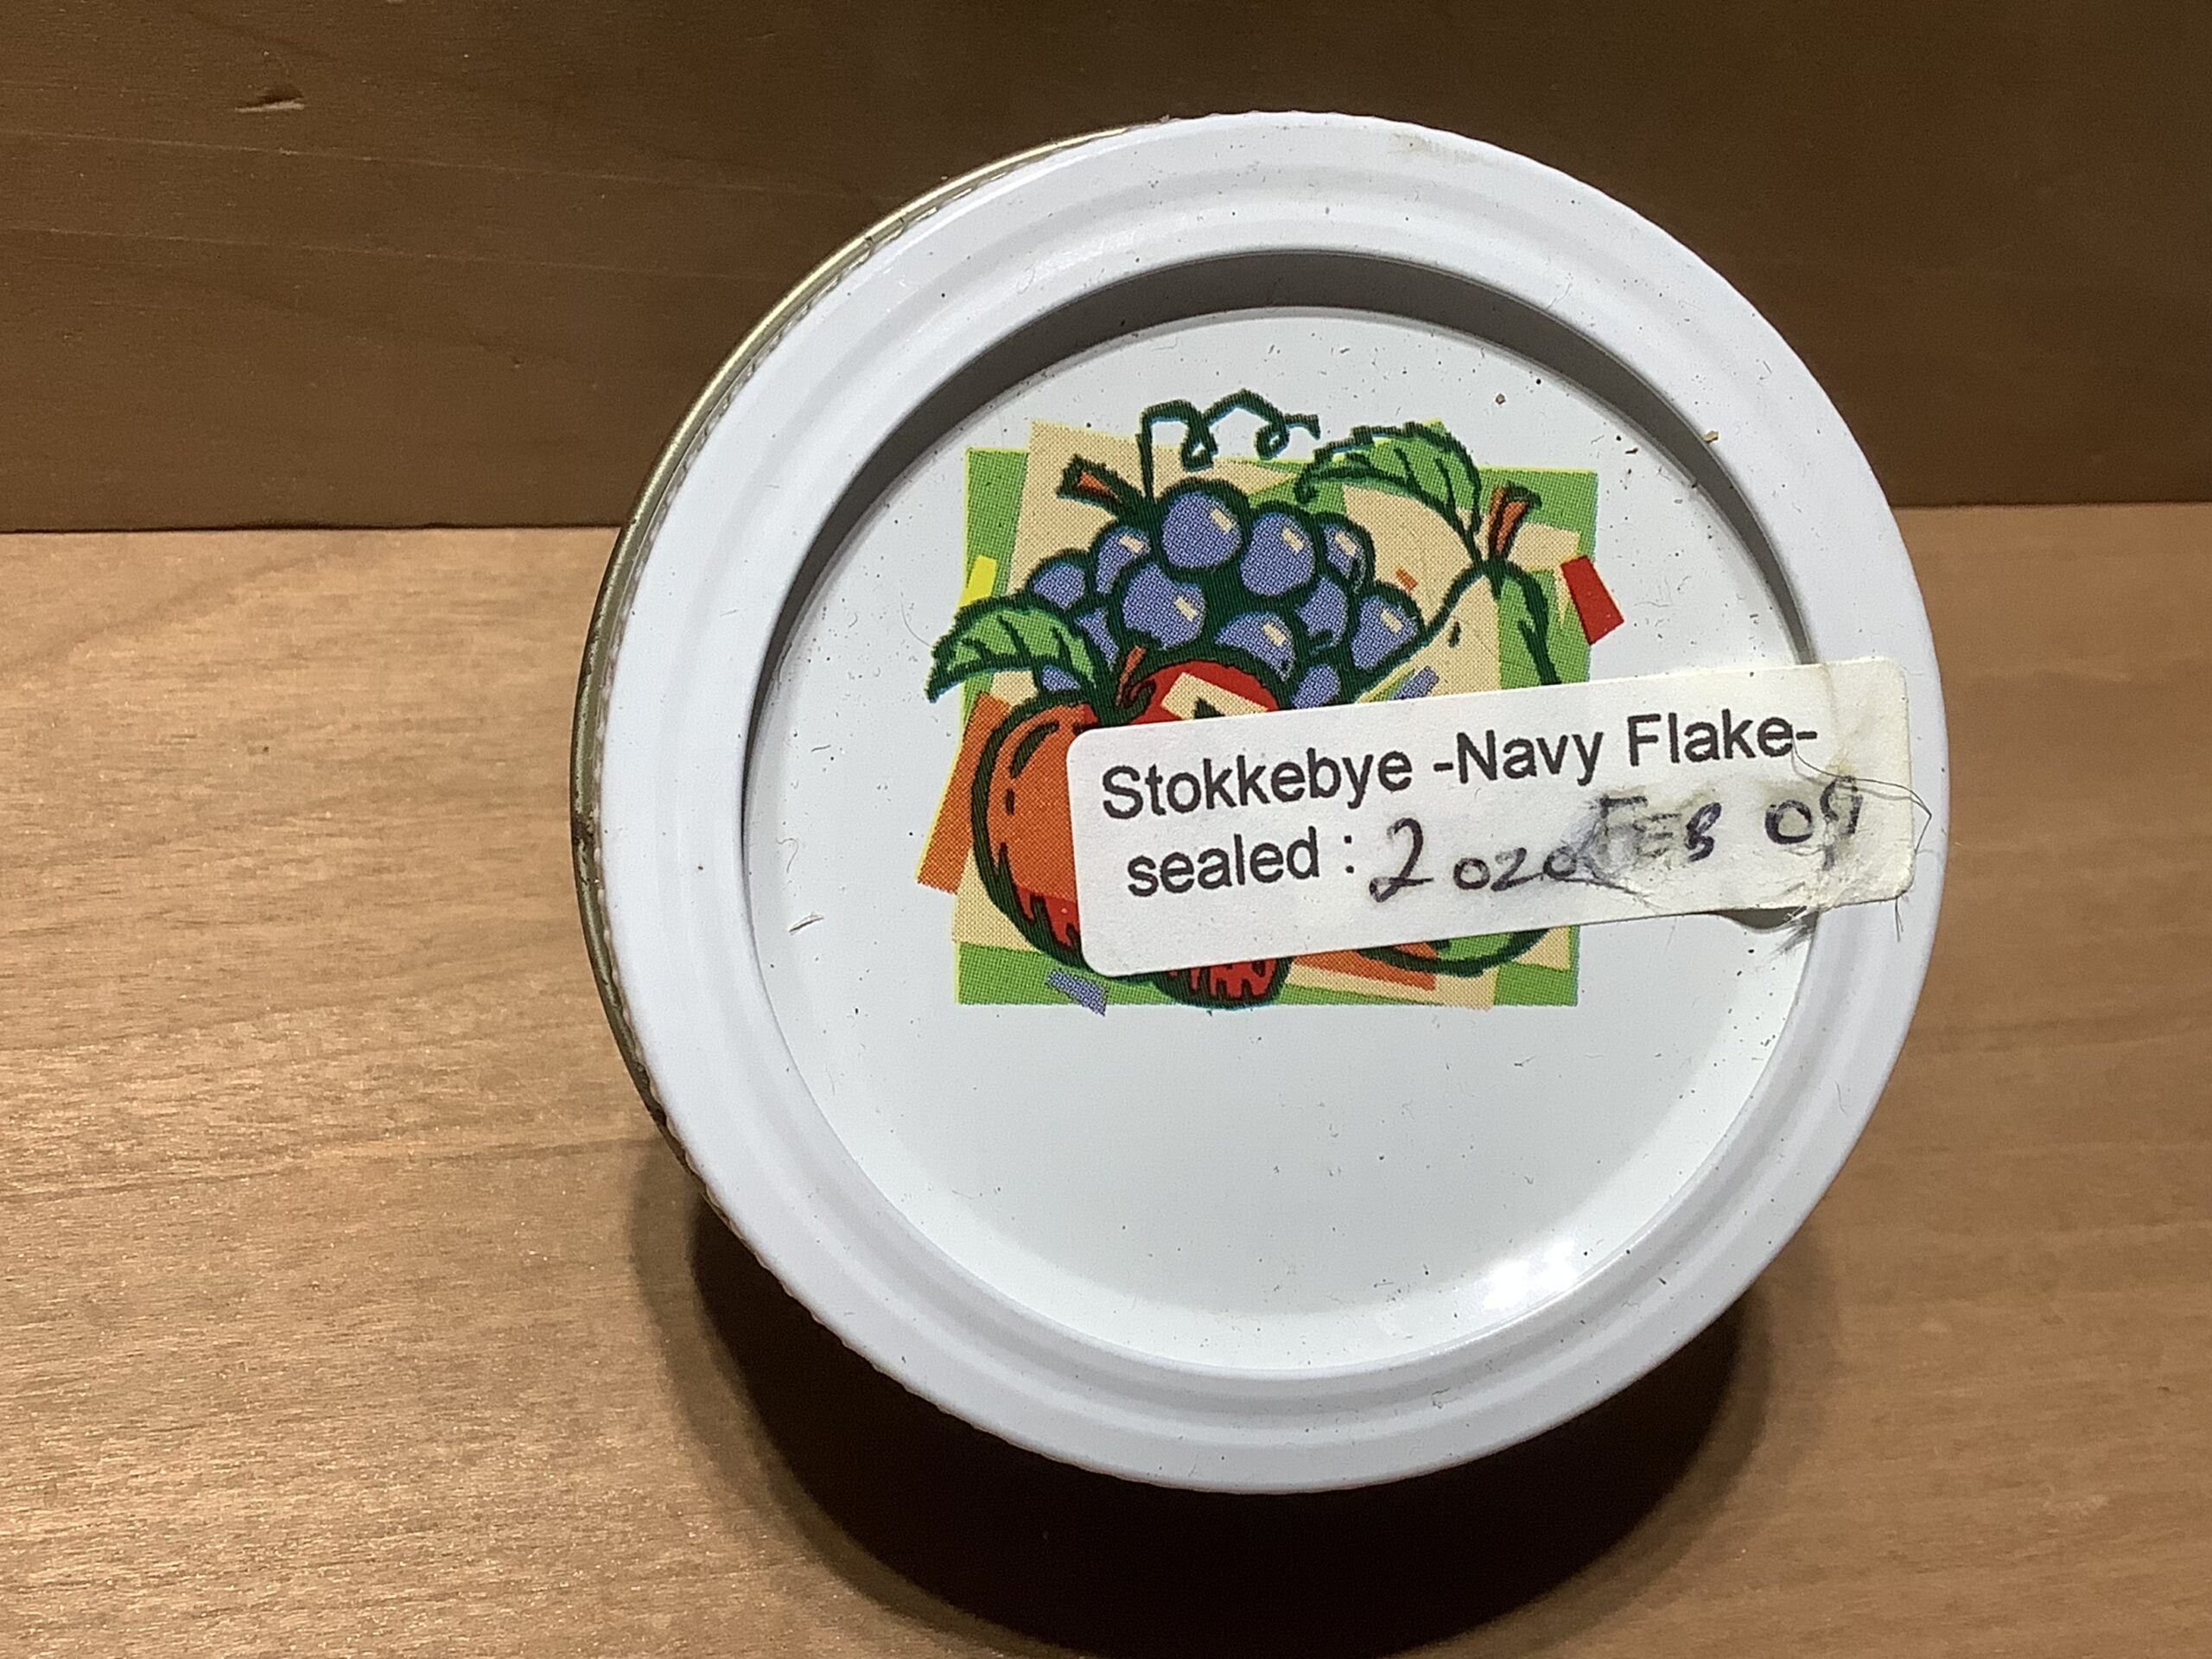 Stokkebye -Navy Flake-
sealed : 2020 FEB 09